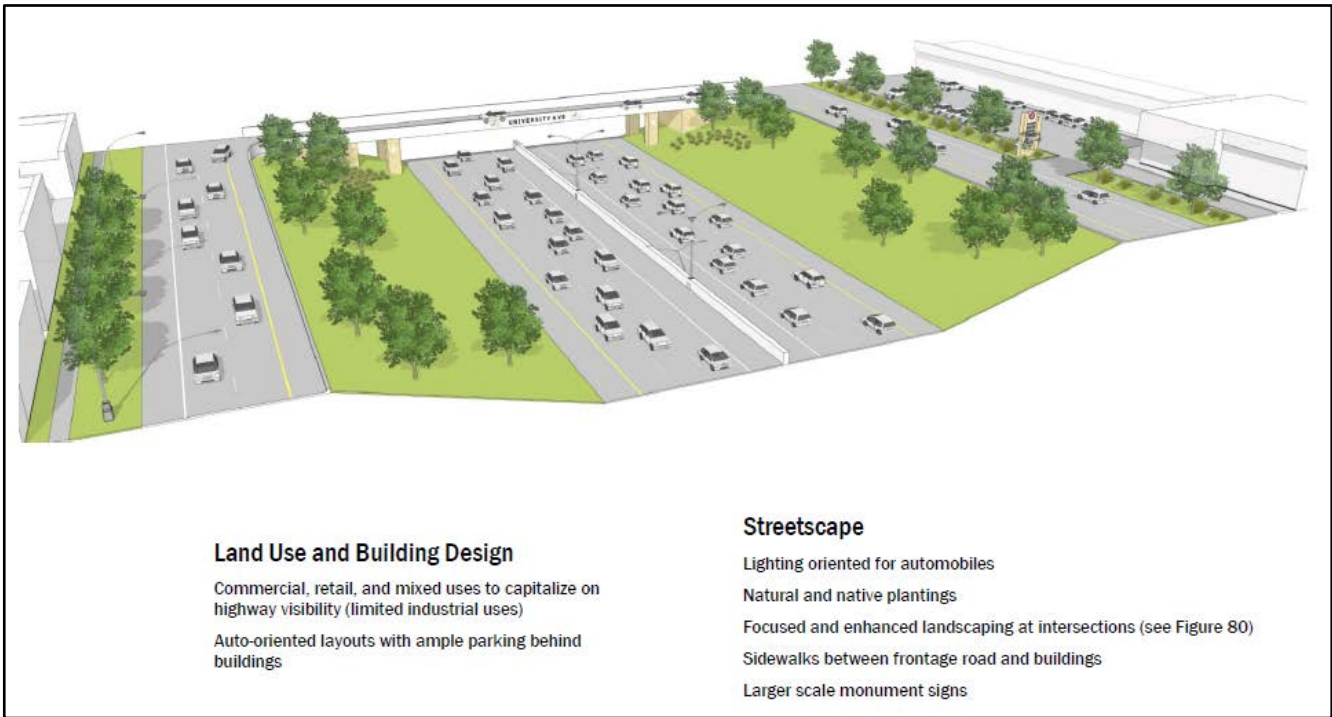 UNIVERSITY AVE
Land Use and Building Design
Commercial, retail, and mixed uses to capitalize on
highway visibility (limited industrial uses)
Auto-oriented layouts with ample parking behind
buildings
Streetscape
Lighting oriented for automobiles
Natural and native plantings
Focused and enhanced landscaping at intersections (see Figure 80)
Sidewalks between frontage road and buildings
Larger scale monument signs